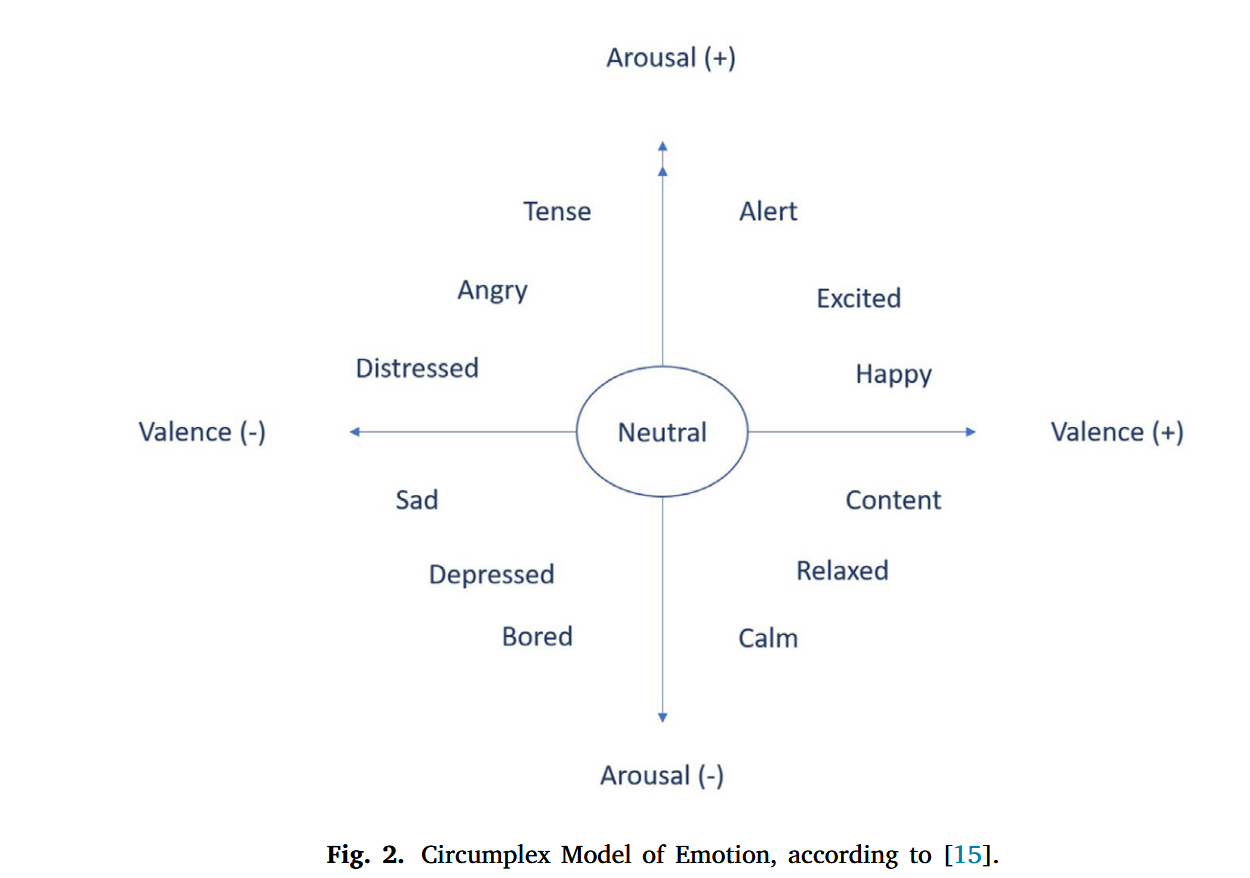 Arousal (+)
Tense Alert
Angry Excited
Distressed Happy
Valence (-) Neutral Valence (+)
Sad Content
Depressed Relaxed
Bored Calm
Arousal (-)
Fig. 2. Circumplex Model of Emotion, according to [15].